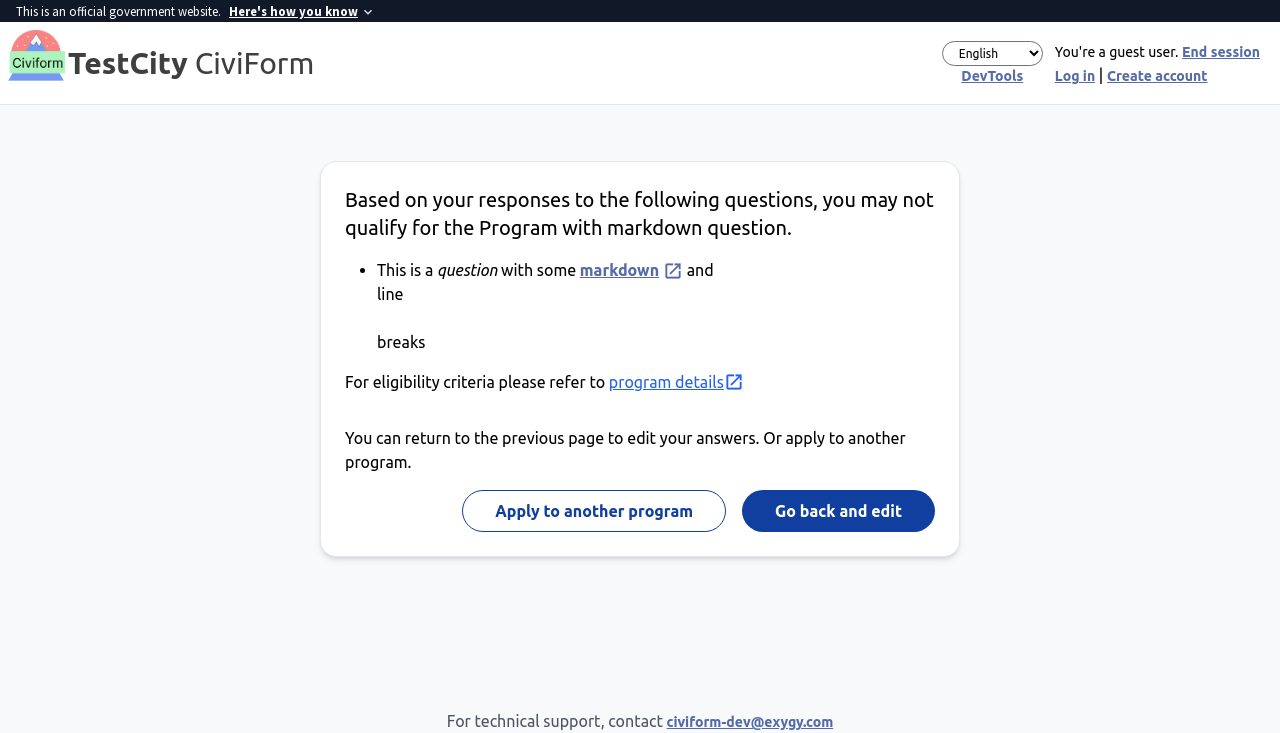 This is an official government website. Here's how you know
Civiform
TestCity CiviForm
English
DevTools
You're a guest user. End session
Log in | Create account
Based on your responses to the following questions, you may not
qualify for the Program with markdown question.
• This is a question with some markdown and
line
breaks
For eligibility criteria please refer to program details
You can return to the previous page to edit your answers. Or apply to another
program.
Apply to another program
Go back and edit
For technical support, contact civiform-dev@exygy.com